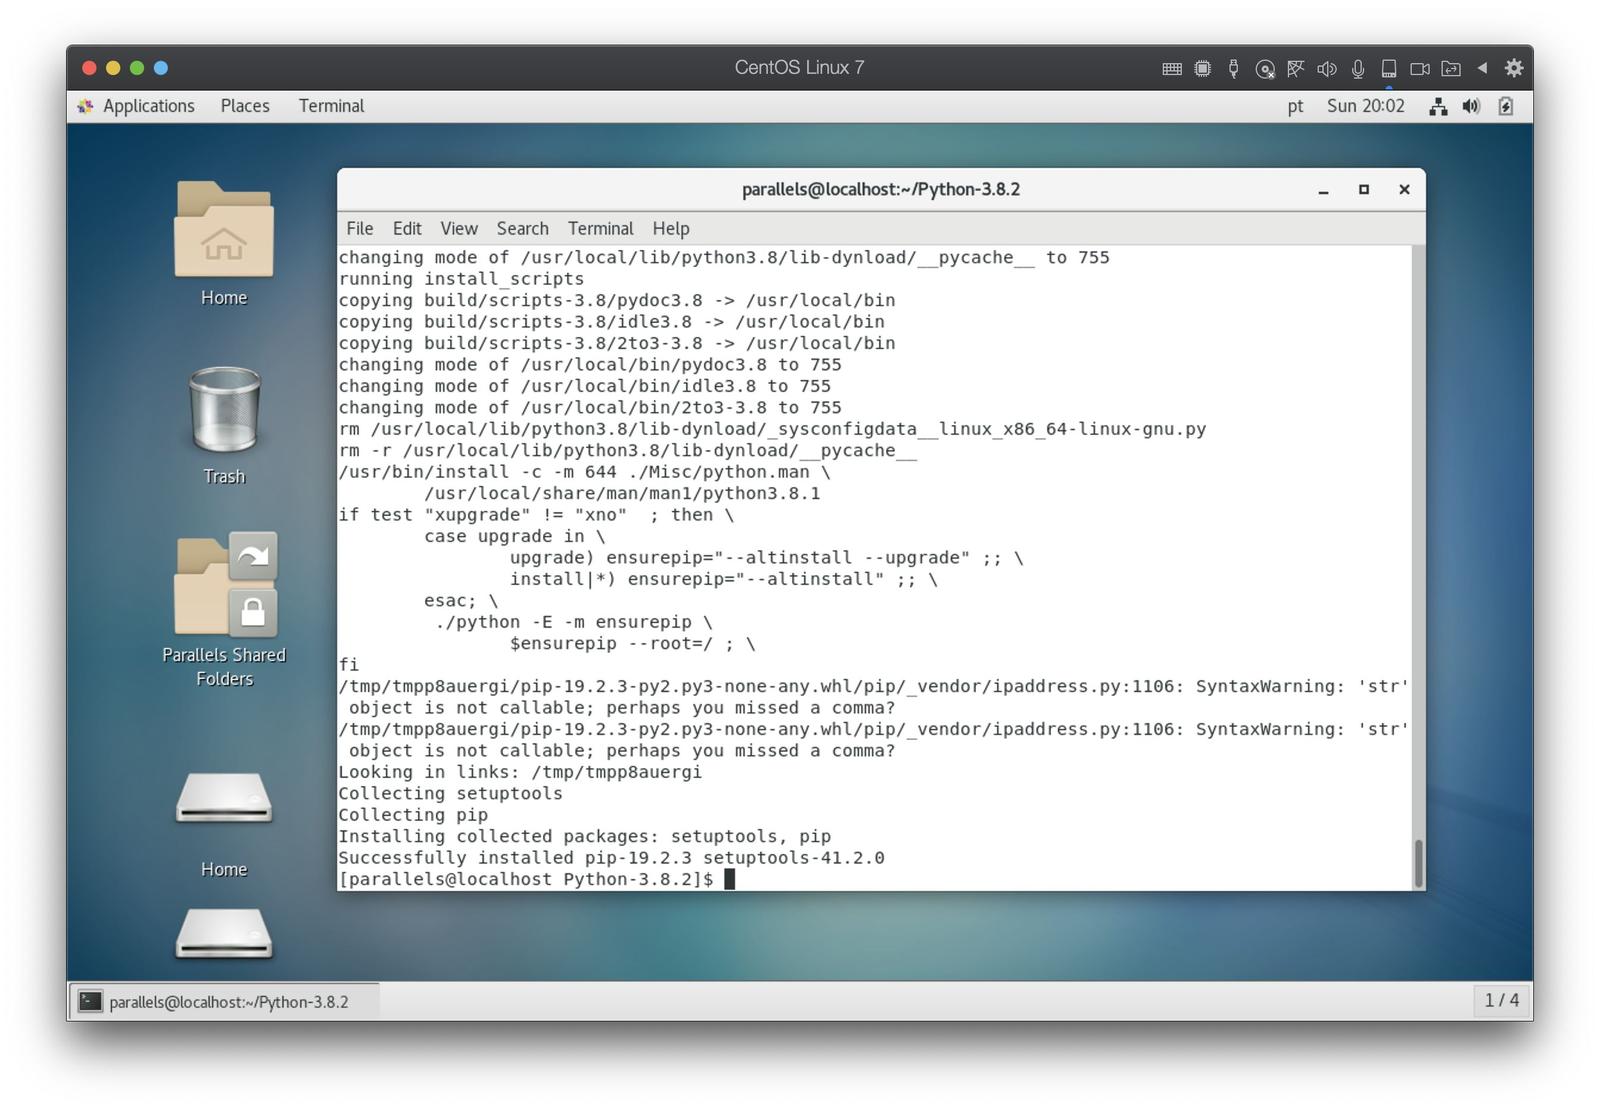 CentOS Linux 7
Applications Places Terminal pt Sun 20:02
parallels@localhost:~/Python-3.8.2
File Edit View Search Terminal Help
changing mode of /usr/local/lib/python3.8/lib-dynload/__pycache__ to 755
running install_scripts
copying build/scripts-3.8/pydoc3.8 -> /usr/local/bin
copying build/scripts-3.8/idle3.8 -> /usr/local/bin
copying build/scripts-3.8/2to3-3.8 -> /usr/local/bin
changing mode of /usr/local/bin/pydoc3.8 to 755
changing mode of /usr/local/bin/idle3.8 to 755
changing mode of /usr/local/bin/2to3-3.8 to 755
rm /usr/local/lib/python3.8/lib-dynload/_sysconfigdata__linux_x86_64-linux-gnu.py
rm -r /usr/local/lib/python3.8/lib-dynload/__pycache__
/usr/bin/install -c -m 644 ./Misc/python.man \
        /usr/local/share/man/man1/python3.8.1
if test "xupgrade" != "xno"  ; then \
        case upgrade in \
                upgrade) ensurepip="--altinstall --upgrade" ;; \
                install|*) ensurepip="--altinstall" ;; \
        esac; \
         ./python -E -m ensurepip \
                $ensurepip --root=/ ; \
fi
/tmp/tmpp8auergi/pip-19.2.3-py2.py3-none-any.whl/pip/_vendor/ipaddress.py:1106: SyntaxWarning: 'str'
 object is not callable; perhaps you missed a comma?
/tmp/tmpp8auergi/pip-19.2.3-py2.py3-none-any.whl/pip/_vendor/ipaddress.py:1106: SyntaxWarning: 'str'
 object is not callable; perhaps you missed a comma?
Looking in links: /tmp/tmpp8auergi
Collecting setuptools
Collecting pip
Installing collected packages: setuptools, pip
Successfully installed pip-19.2.3 setuptools-41.2.0
[parallels@localhost Python-3.8.2]$
Home
Trash
Parallels Shared
Folders
Home
parallels@localhost:~/Python-3.8.2
1 / 4